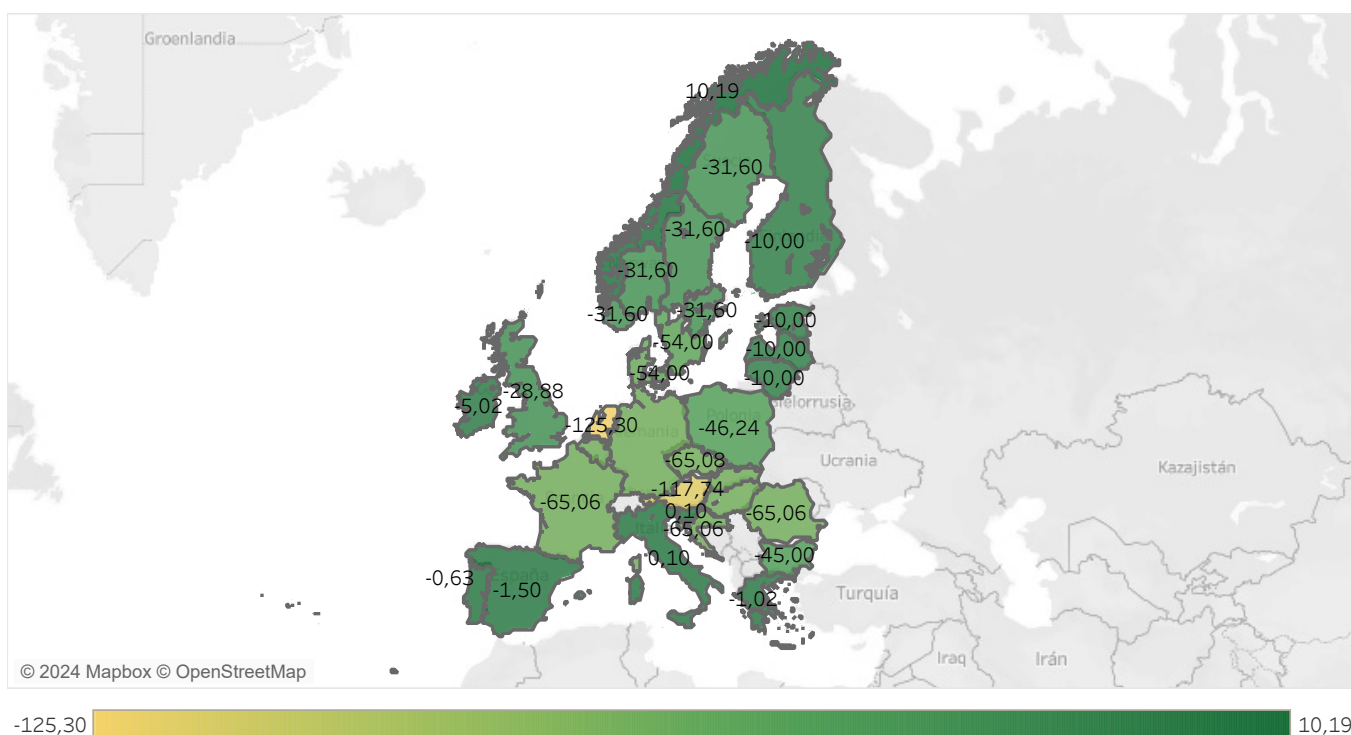 Groenlandia
10,19
-31,60
-31,60
-10,00
-31,60
-31,60
-31,60
-10,00
-54,00
-10,00
-54,00
-10,00
-28,88
-5,02
Polonia
Bielorrusia
-125,30
-46,24
Ucrania
-65,08
Kazajistán
-117,74
-65,06
0,10
-65,06
-65,06
0,10
-45,00
España
-0,63
-1,50
-1,02
Turquía
Iraq
Irán
© 2024 Mapbox © OpenStreetMap
-125,30
10,19